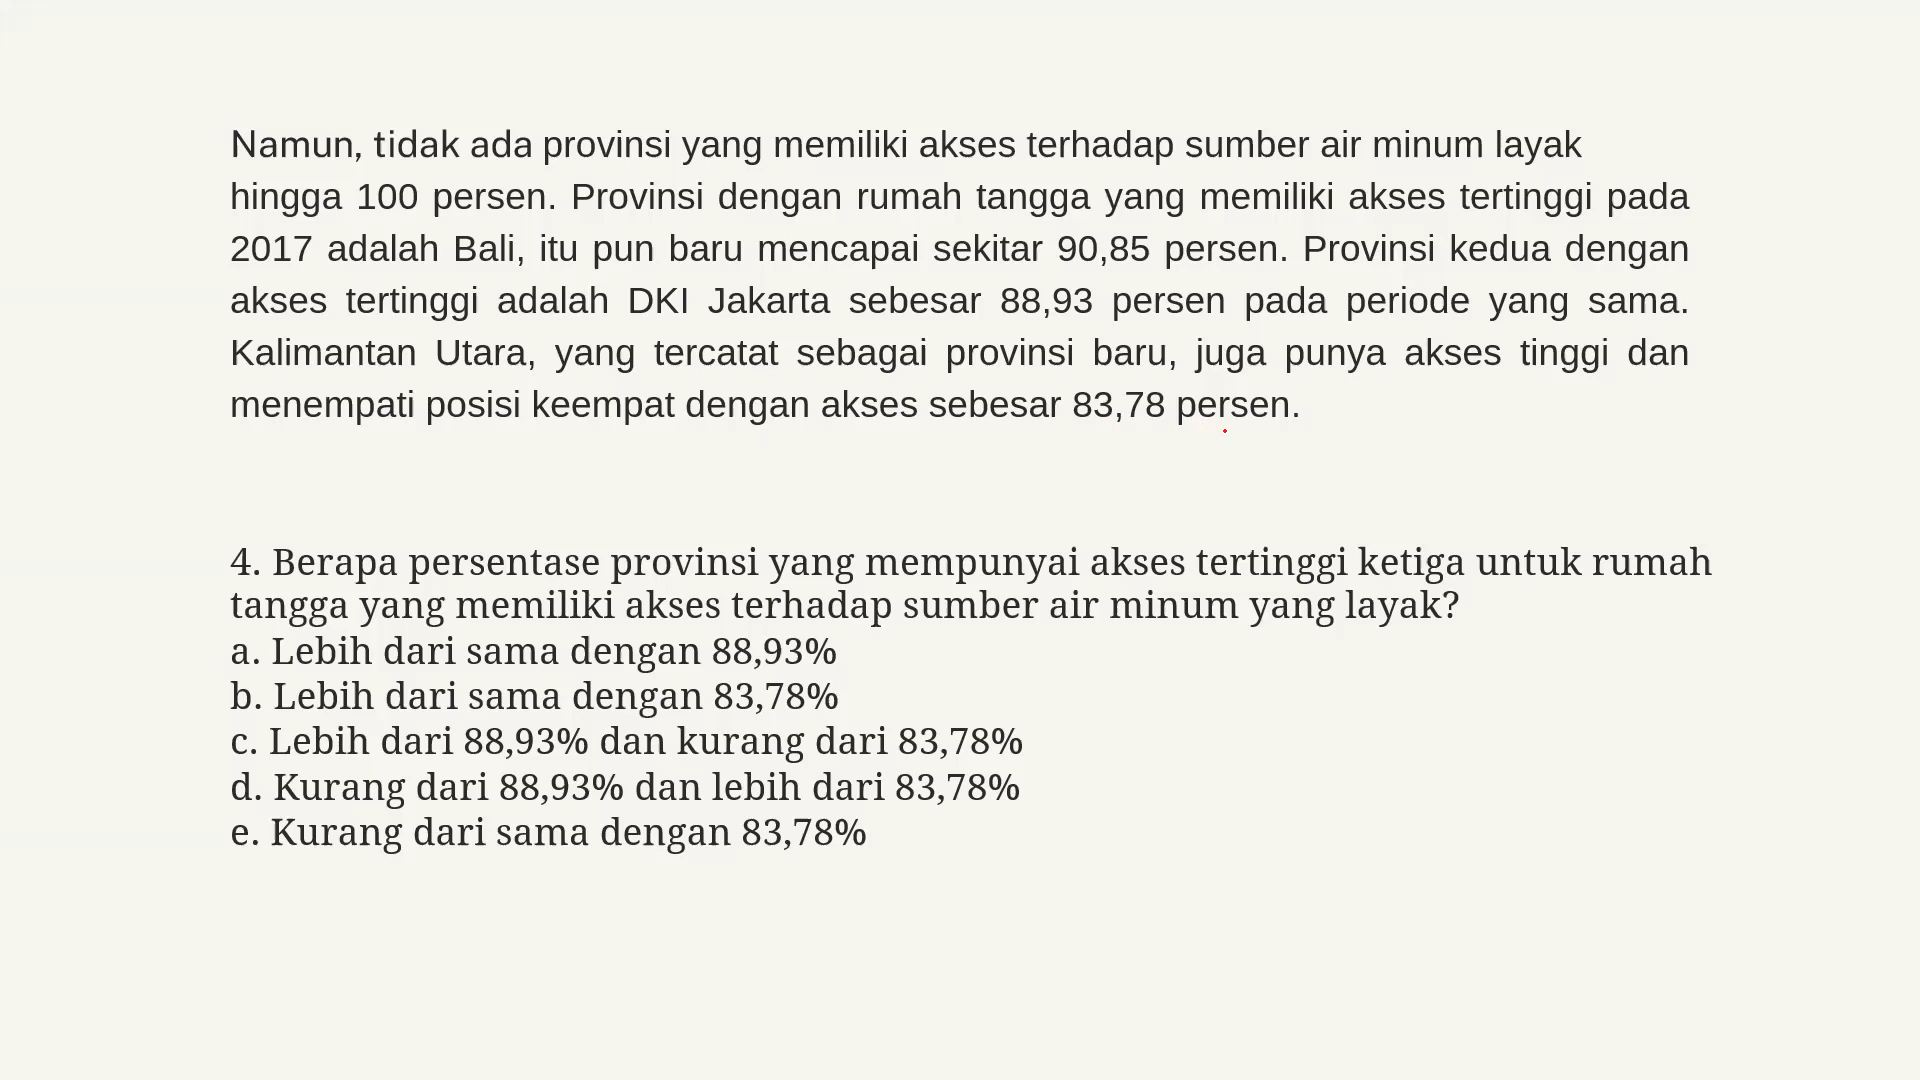 Namun, tidak ada provinsi yang memiliki akses terhadap sumber air minum layak
hingga 100 persen. Provinsi dengan rumah tangga yang memiliki akses tertinggi pada
2017 adalah Bali, itu pun baru mencapai sekitar 90,85 persen. Provinsi kedua dengan
akses tertinggi adalah DKI Jakarta sebesar 88,93 persen pada periode yang sama.
Kalimantan Utara, yang tercatat sebagai provinsi baru, juga punya akses tinggi dan
menempati posisi keempat dengan akses sebesar 83,78 persen.
4. Berapa persentase provinsi yang mempunyai akses tertinggi ketiga untuk rumah
tangga yang memiliki akses terhadap sumber air minum yang layak?
a. Lebih dari sama dengan 88,93%
b. Lebih dari sama dengan 83,78%
c. Lebih dari 88,93% dan kurang dari 83,78%
d. Kurang dari 88,93% dan lebih dari 83,78%
e. Kurang dari sama dengan 83,78%